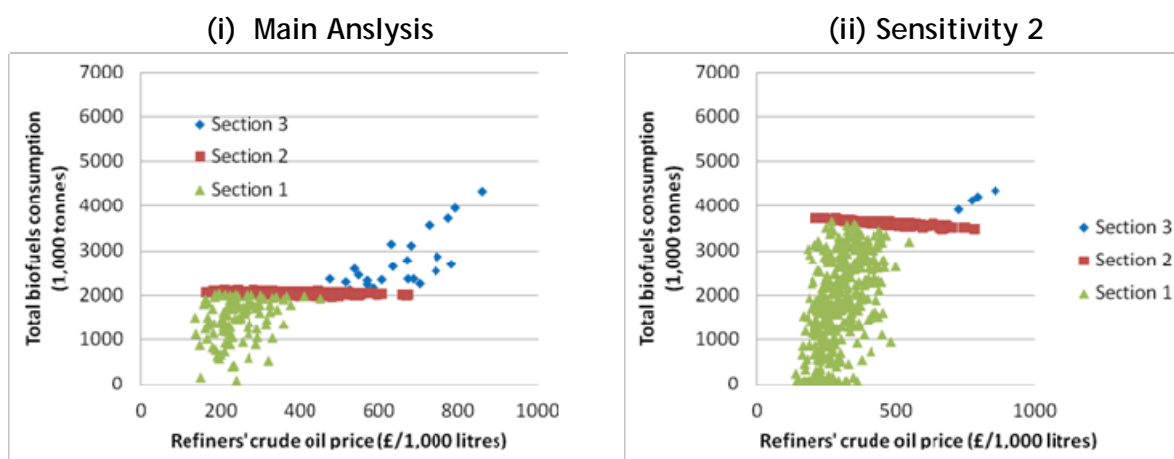 (i) Main Anslysis
Total biofuels consumption
(1,000 tonnes)
7000
6000
5000
4000
3000
2000
1000
0
Section 3
Section 2
Section 1
0 200 400 600 800 1000
Refiners' crude oil price (£/1,000 litres)
(ii) Sensitivity 2
Total biofuels consumption
(1,000 tonnes)
7000
6000
5000
4000
3000
2000
1000
0
0 500 1000
Refiners' crude oil price (£/1,000 litres)
Section 3
Section 2
Section 1